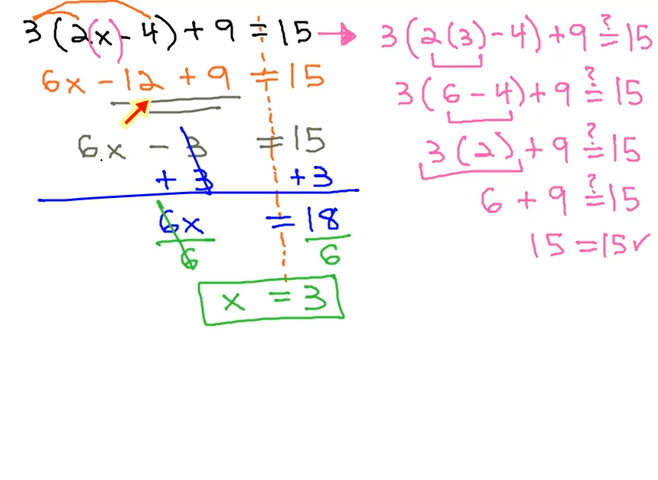 3(2x - 4) + 9 = 15 →
6x - 12 + 9 = 15
6x - 3 = 15
+ 3 + 3
6x = 18
6 6
x = 3
3(2(3) - 4) + 9 ≟ 15
3(6 - 4) + 9 ≟ 15
3(2) + 9 ≟ 15
6 + 9 ≟ 15
15 = 15 ✓